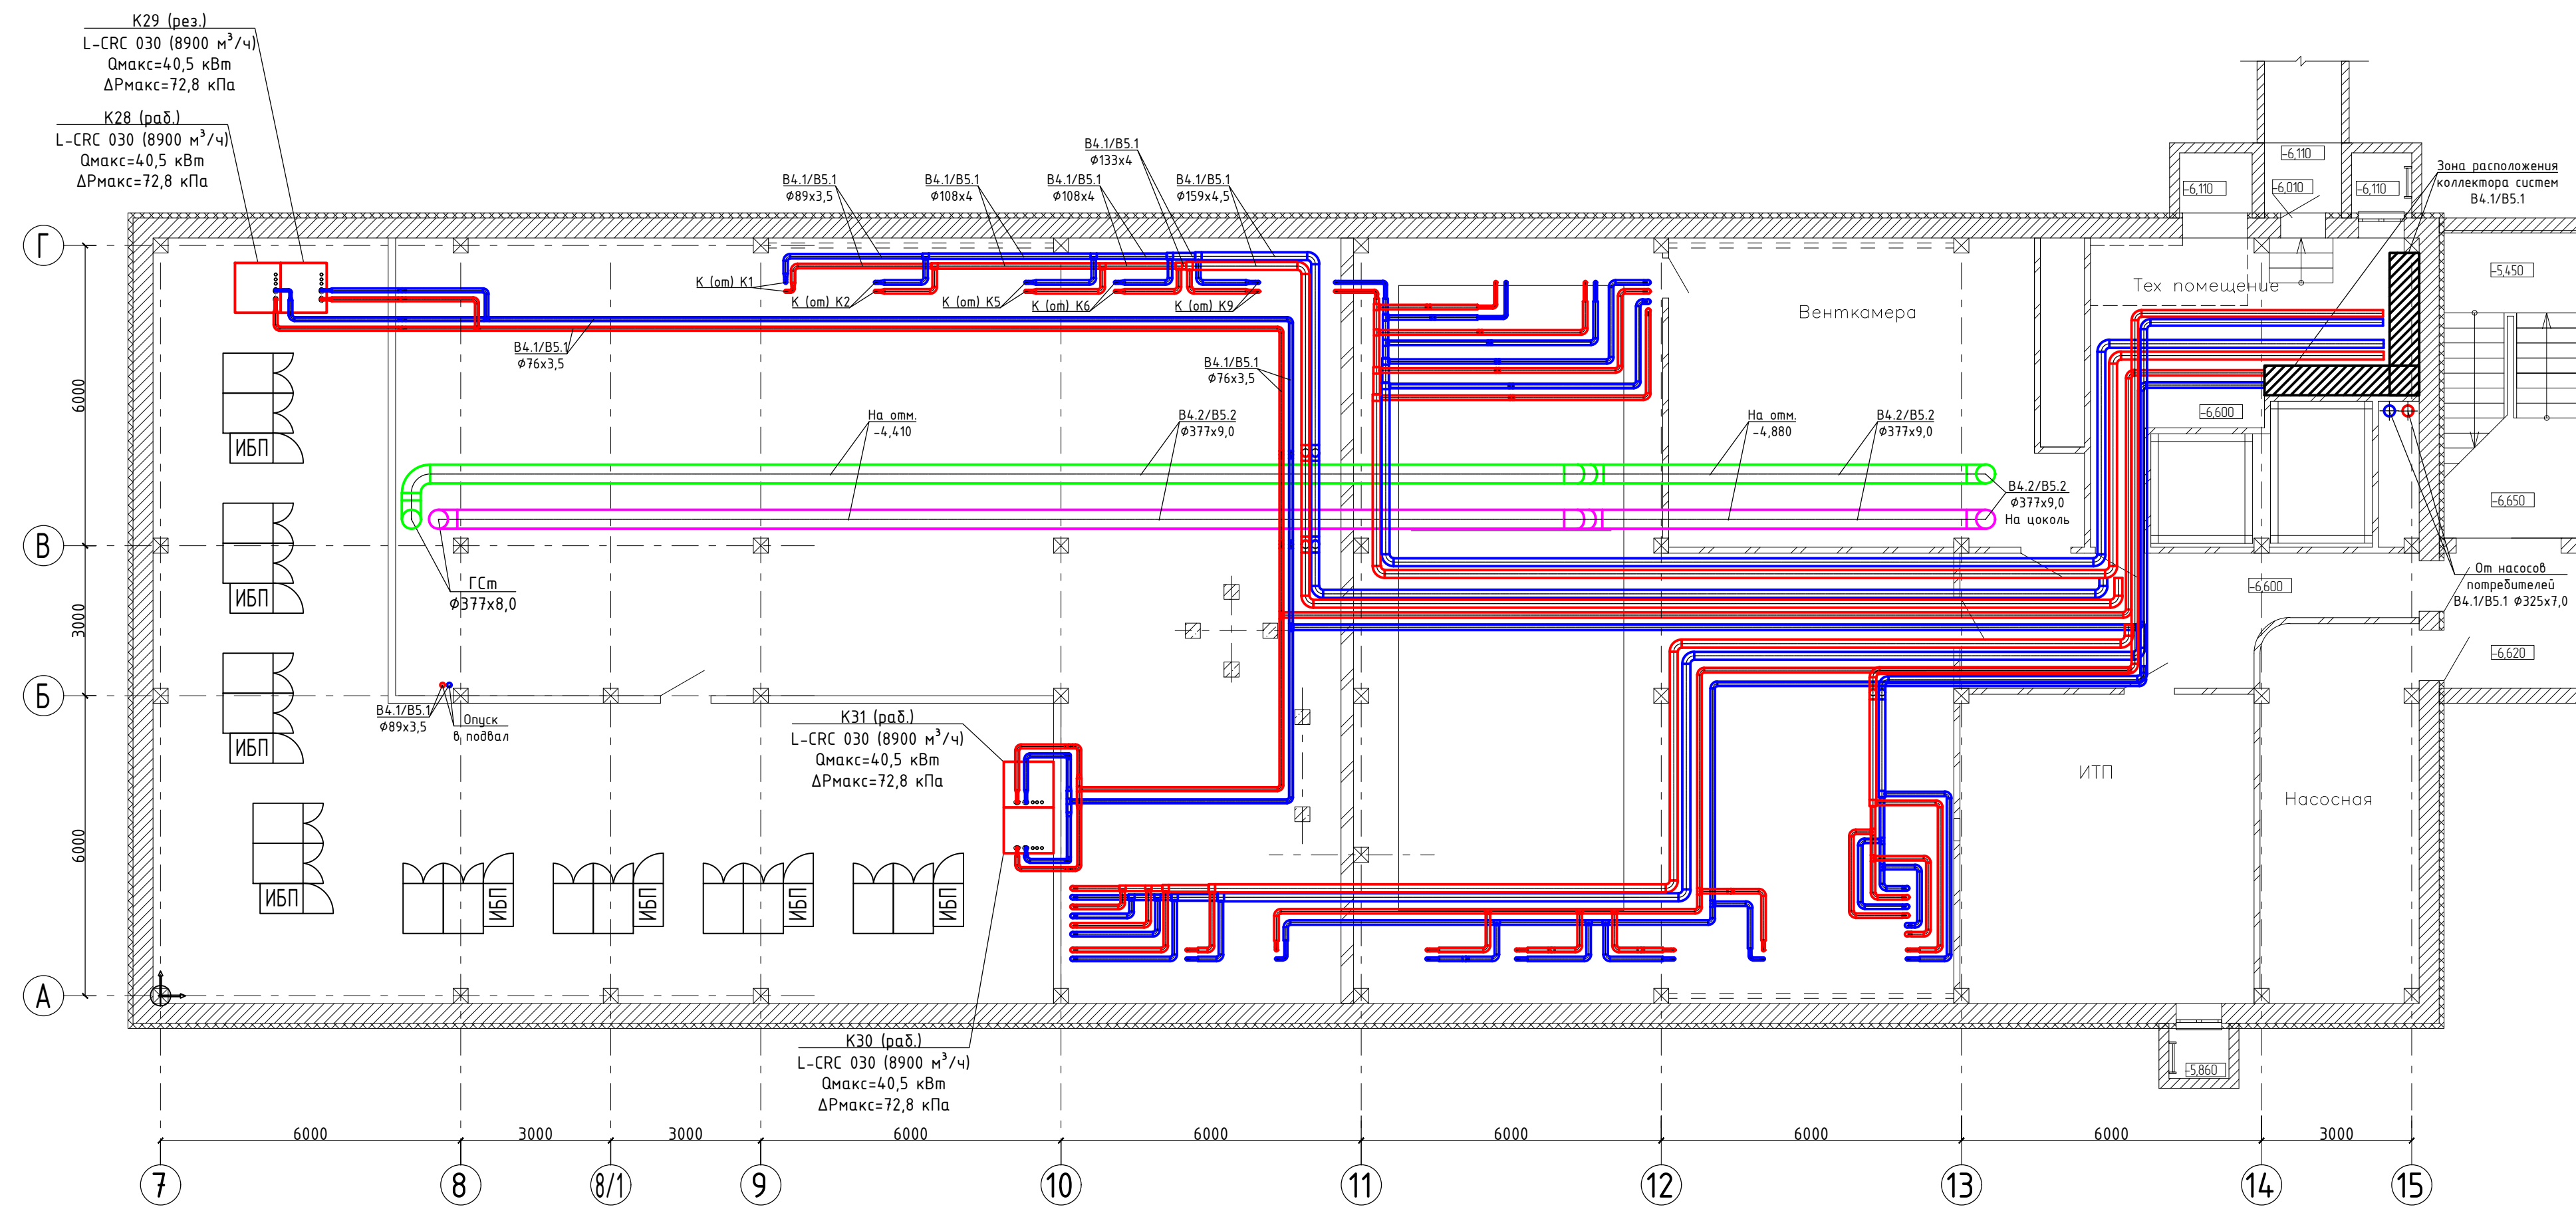 К29 (рез.)
L-CRC 030 (8900 м³/ч)
Qмакс=40,5 кВт
ΔPмакс=72,8 кПа
К28 (раб.)
L-CRC 030 (8900 м³/ч)
Qмакс=40,5 кВт
ΔPмакс=72,8 кПа
В4.1/В5.1
Ф89х3,5
В4.1/В5.1
Ф108х4
В4.1/В5.1
Ф108х4
В4.1/В5.1
Ф133х4
В4.1/В5.1
Ф159х4,5
-6,110
-6,110
-6,010
-6,110
Зона расположения
коллектора систем
В4.1/В5.1
Г
К (от) К1
К (от) К2
К (от) К5
К (от) К6
К (от) К9
Венткамера
Тех помещение
-5,450
В4.1/В5.1
Ф76х3,5
В4.1/В5.1
Ф76х3,5
6000
На отм.
-4,410
В4.2/В5.2
Ф377х9,0
На отм.
-4,880
В4.2/В5.2
Ф377х9,0
-6,600
ИБП
В4.2/В5.2
Ф377х9,0
На цоколь
-6,650
В
ГСт
Ф377х8,0
ИБП
-6,600
От насосов
потребителей
В4.1/В5.1 Ф325х7,0
3000
-6,620
Б
В4.1/В5.1
Ф89х3,5
Опуск
в подвал
ИБП
К31 (раб.)
L-CRC 030 (8900 м³/ч)
Qмакс=40,5 кВт
ΔPмакс=72,8 кПа
ИТП
Насосная
6000
ИБП
ИБП
ИБП
ИБП
ИБП
А
К30 (раб.)
L-CRC 030 (8900 м³/ч)
Qмакс=40,5 кВт
ΔPмакс=72,8 кПа
-5,860
6000
3000
3000
6000
6000
6000
6000
6000
3000
7
8
8/1
9
10
11
12
13
14
15